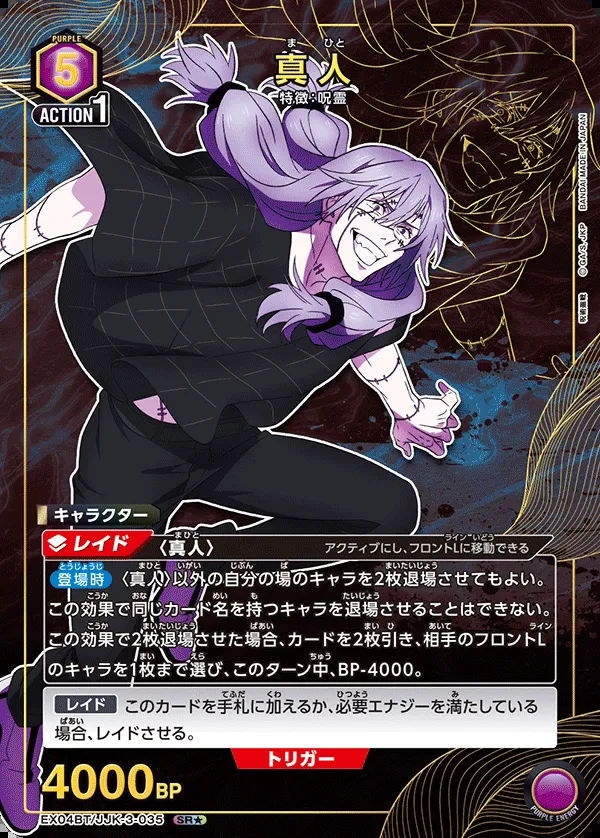 PURPLE
5
ACTION 1
まひと
真人
特徴：呪霊
BANDAI MADE IN JAPAN
©GA/S, JKP
呪術廻戦
キャラクター
レイド 〈真人〉 アクティブにし、フロントLに移動できる
登場時 〈真人〉以外の自分の場のキャラを2枚退場させてもよい。
この効果で同じカード名を持つキャラを退場させることはできない。
この効果で2枚退場させた場合、カードを2枚引き、相手のフロントL
のキャラを1枚まで選び、このターン中、BP-4000。
レイド このカードを手札に加えるか、必要エナジーを満たしている
場合、レイドさせる。
トリガー
4000BP
EX04BT/JJK-3-035 SR★
PURPLE ENERGY